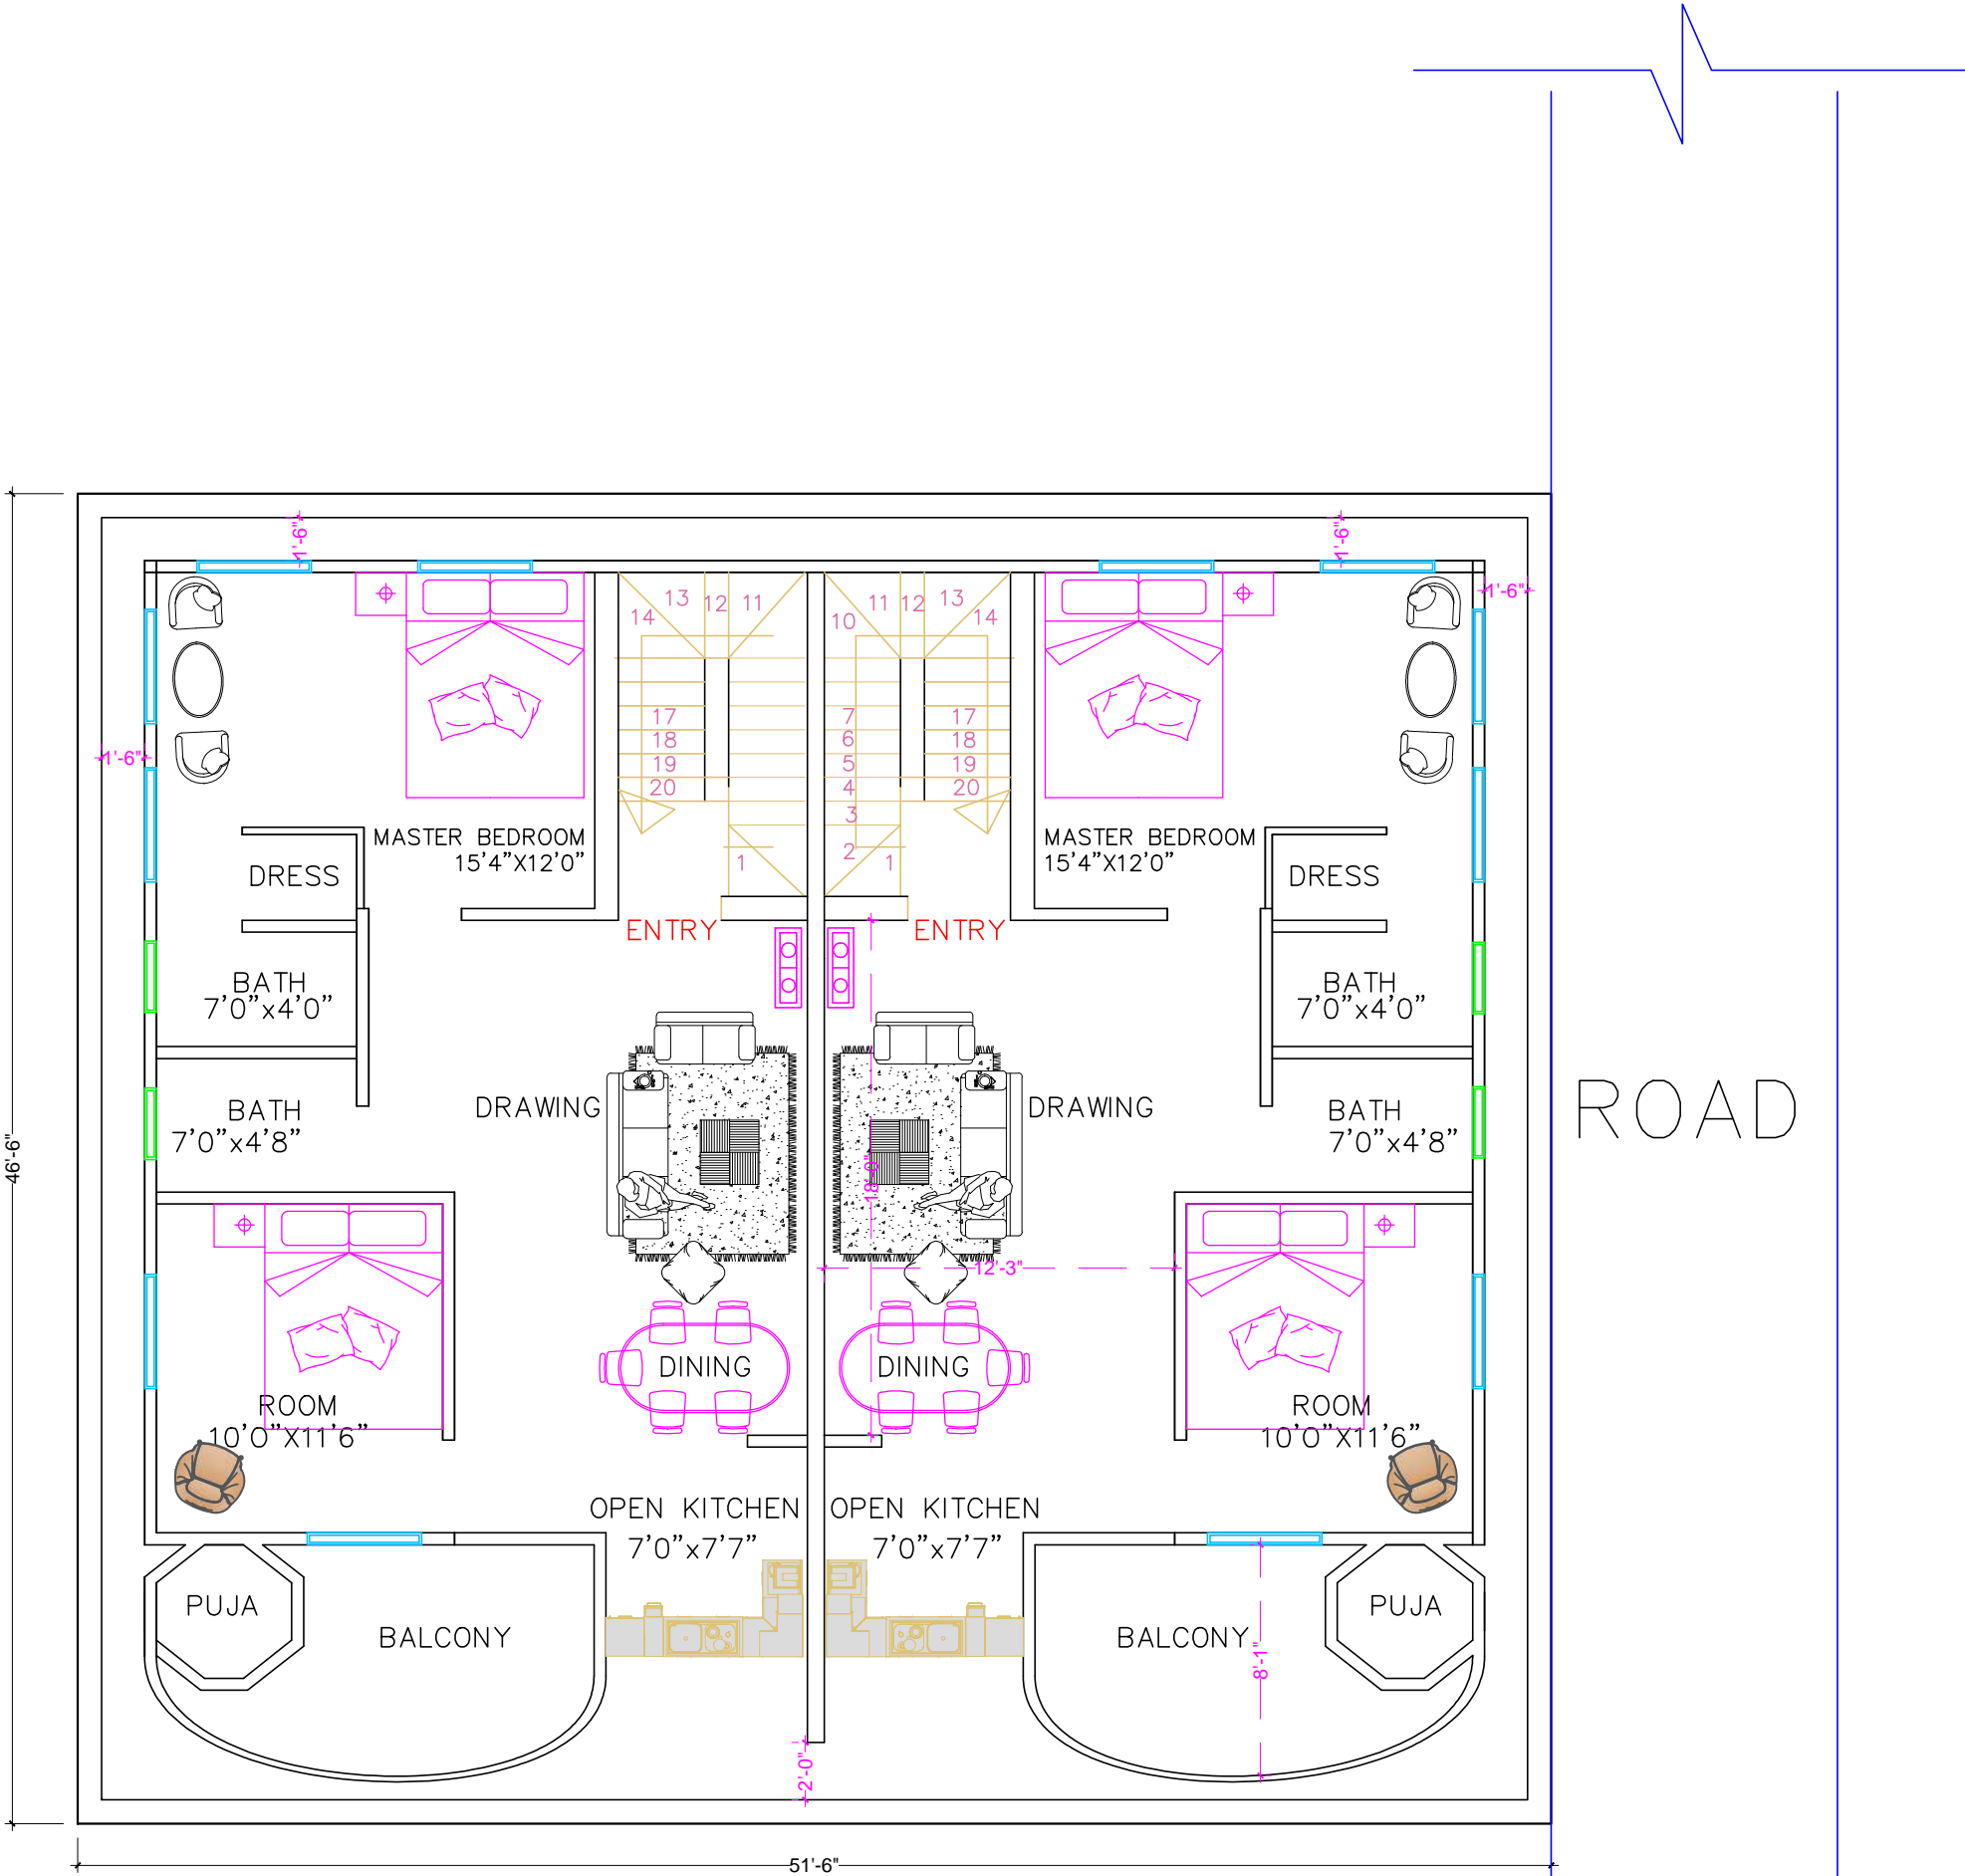 1'-6"
1'-6"
13 12 11 11 12 13
14 10 14
1'-6"
17 7 17
18 6 18
1'-6"
19 5 19
20 4 20
3
MASTER BEDROOM MASTER BEDROOM
15'4"X12'0" 15'4"X12'0"
1 2 1
DRESS DRESS
ENTRY ENTRY
BATH BATH
7'0"x4'0" 7'0"x4'0"
DRAWING DRAWING
BATH BATH
7'0"x4'8" 7'0"x4'8"
ROAD
46'-6"
18'-0"
12'-3"
DINING DINING
ROOM ROOM
10'0"X11'6" 10'0"X11'6"
OPEN KITCHEN OPEN KITCHEN
7'0"x7'7" 7'0"x7'7"
PUJA PUJA
BALCONY BALCONY
8'-1"
2'-0"
51'-6"